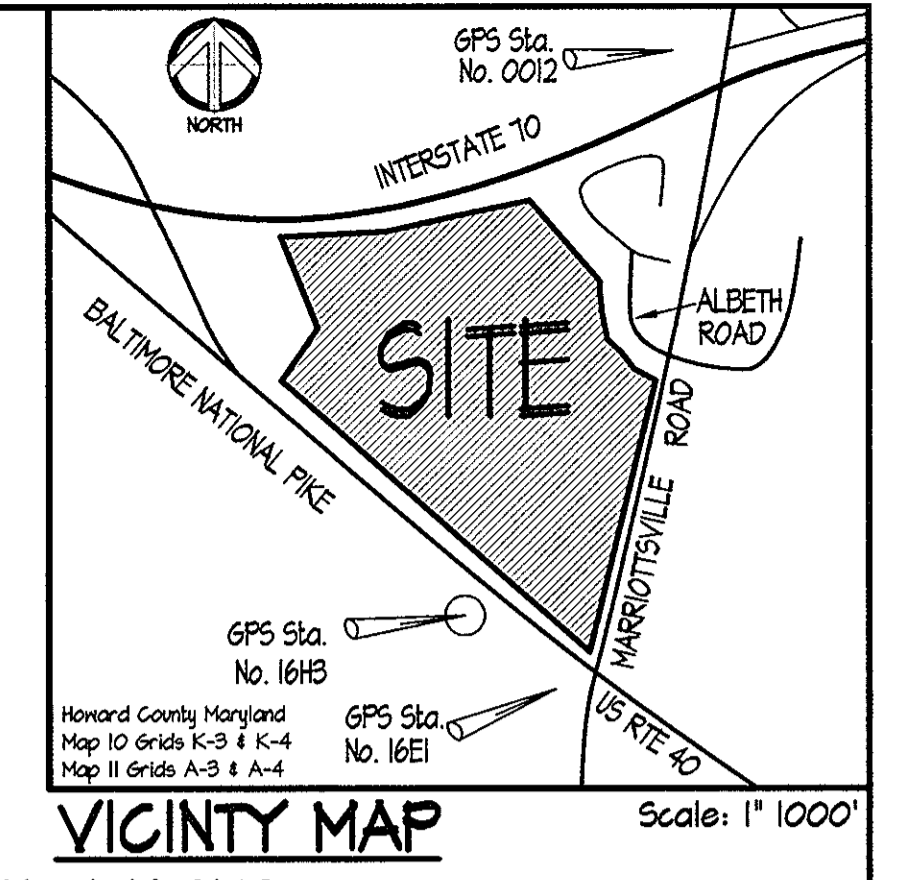 NORTH
GPS Sta.
No. 0012
INTERSTATE 70
ALBETH
ROAD
SITE
BALTIMORE NATIONAL PIKE
MARRIOTTSVILLE ROAD
GPS Sta.
No. 16H3
GPS Sta.
No. 16E1
US RTE 40
Howard County Maryland
Map 10 Grids K-3 & K-4
Map 11 Grids A-3 & A-4
VICINTY MAP
Scale: 1" 1000'